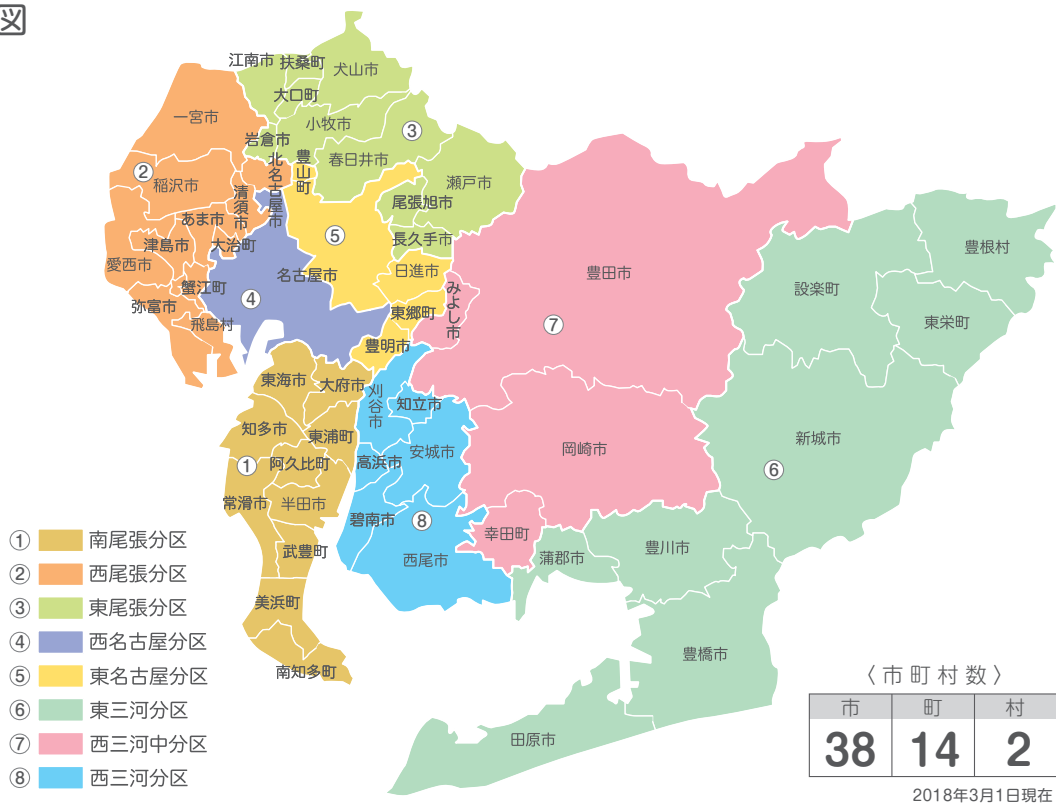 図
江南市
扶桑町
犬山市
大口町
一宮市
小牧市
③
岩倉市
春日井市
②
北名古屋市
豊山町
稲沢市
清須市
瀬戸市
尾張旭市
あま市
津島市
大治町
⑤
長久手市
愛西市
名古屋市
日進市
豊田市
豊根村
設楽町
蟹江町
④
みよし市
弥富市
飛島村
東郷町
⑦
東栄町
豊明市
東海市
大府市
刈谷市
知立市
知多市
東浦町
安城市
岡崎市
新城市
①
阿久比町
高浜市
⑥
常滑市
半田市
碧南市
⑧
幸田町
武豊町
西尾市
蒲郡市
豊川市
美浜町
南知多町
豊橋市
田原市
① 南尾張分区
② 西尾張分区
③ 東尾張分区
④ 西名古屋分区
⑤ 東名古屋分区
⑥ 東三河分区
⑦ 西三河中分区
⑧ 西三河分区
〈市町村数〉
市 町 村
38 14 2
2018年3月1日現在